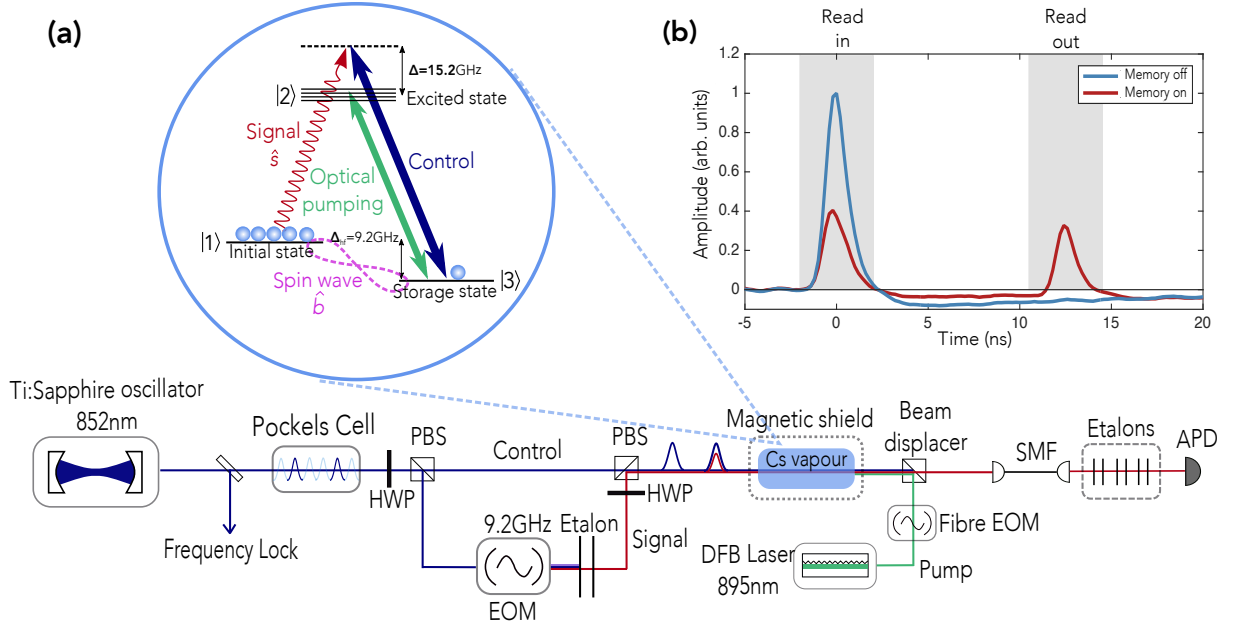 (a)
Δ=15.2GHz
|2⟩
Excited state
Signal
ŝ
Control
Optical
pumping
|1⟩
Initial state
Δhf=9.2GHz
Spin wave
b̂
Storage state
|3⟩
(b)
Read
in
Read
out
Memory off
Memory on
Amplitude (arb. units)
1.2
1
0.8
0.6
0.4
0.2
0
-5
0
5
10
15
20
Time (ns)
Ti:Sapphire oscillator
852nm
Frequency Lock
Pockels Cell
HWP
PBS
Control
9.2GHz
EOM
Etalon
Signal
PBS
HWP
Magnetic shield
Cs vapour
Beam
displacer
Fibre EOM
DFB Laser
895nm
Pump
SMF
Etalons
APD